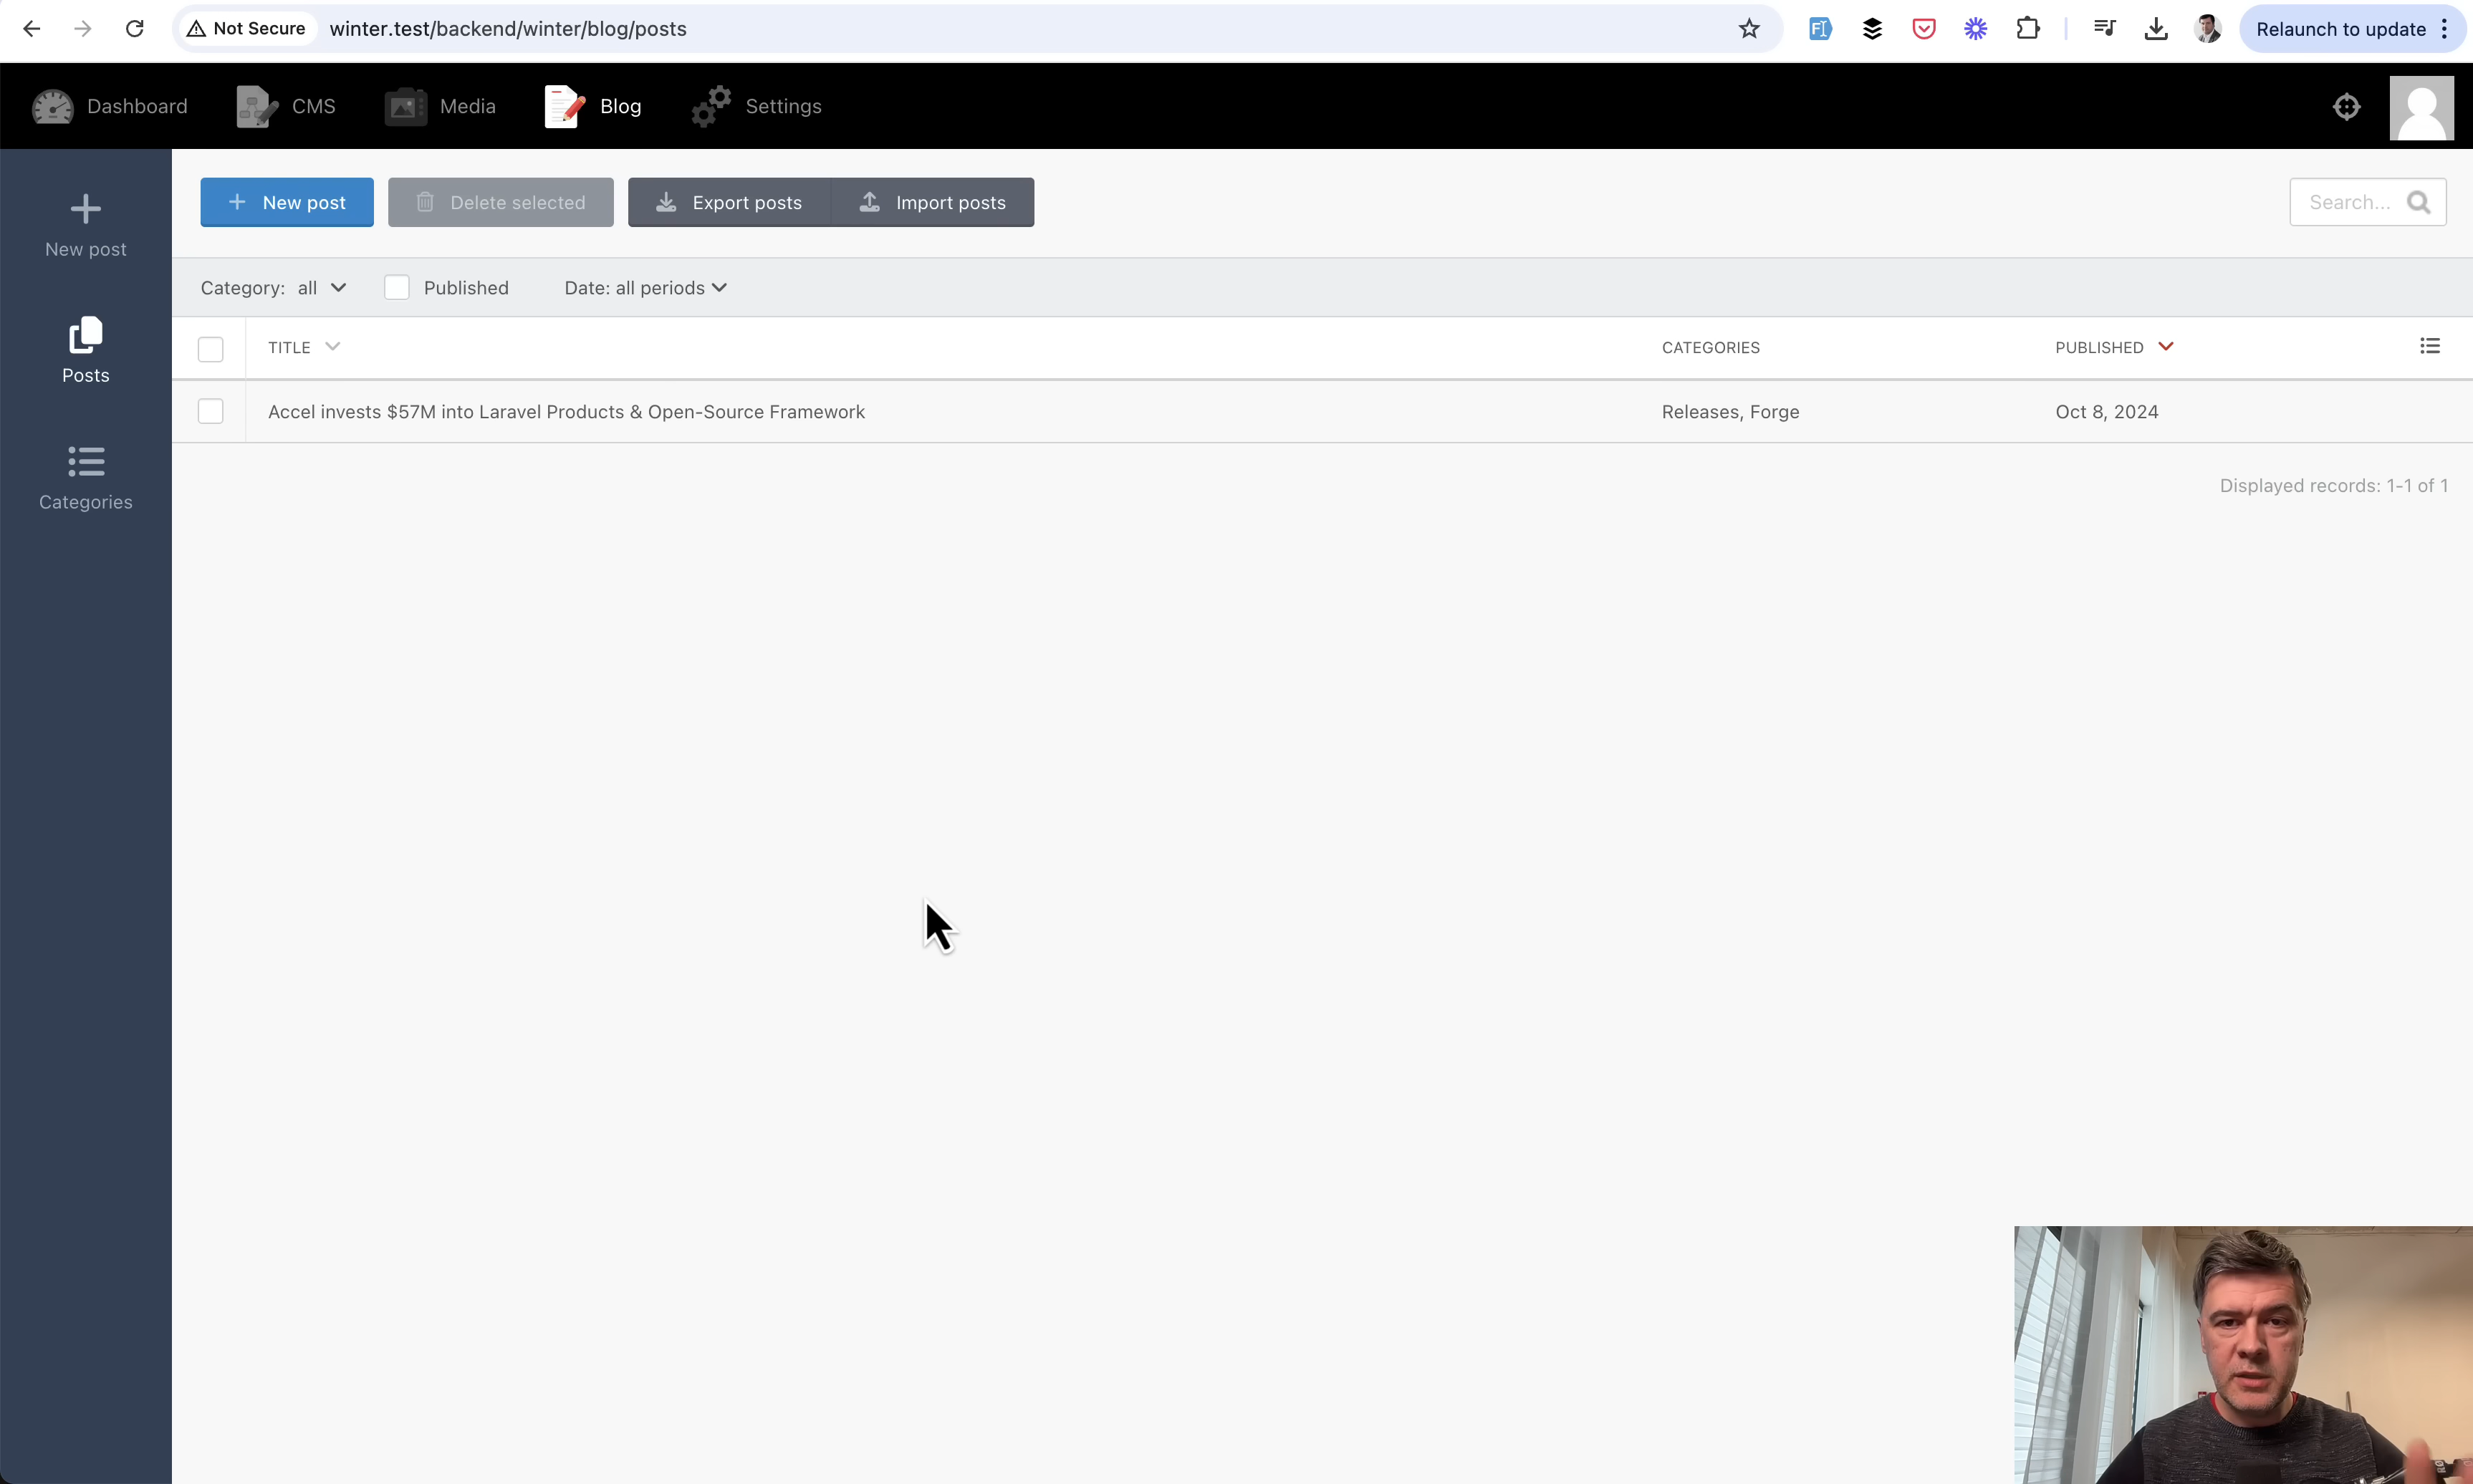 Not Secure winter.test/backend/winter/blog/posts Relaunch to update
Dashboard CMS Media Blog Settings
New post Delete selected Export posts Import posts Search...
New post
Posts
Categories
Category: all Published Date: all periods
TITLE CATEGORIES PUBLISHED
Accel invests $57M into Laravel Products & Open-Source Framework Releases, Forge Oct 8, 2024
Displayed records: 1-1 of 1